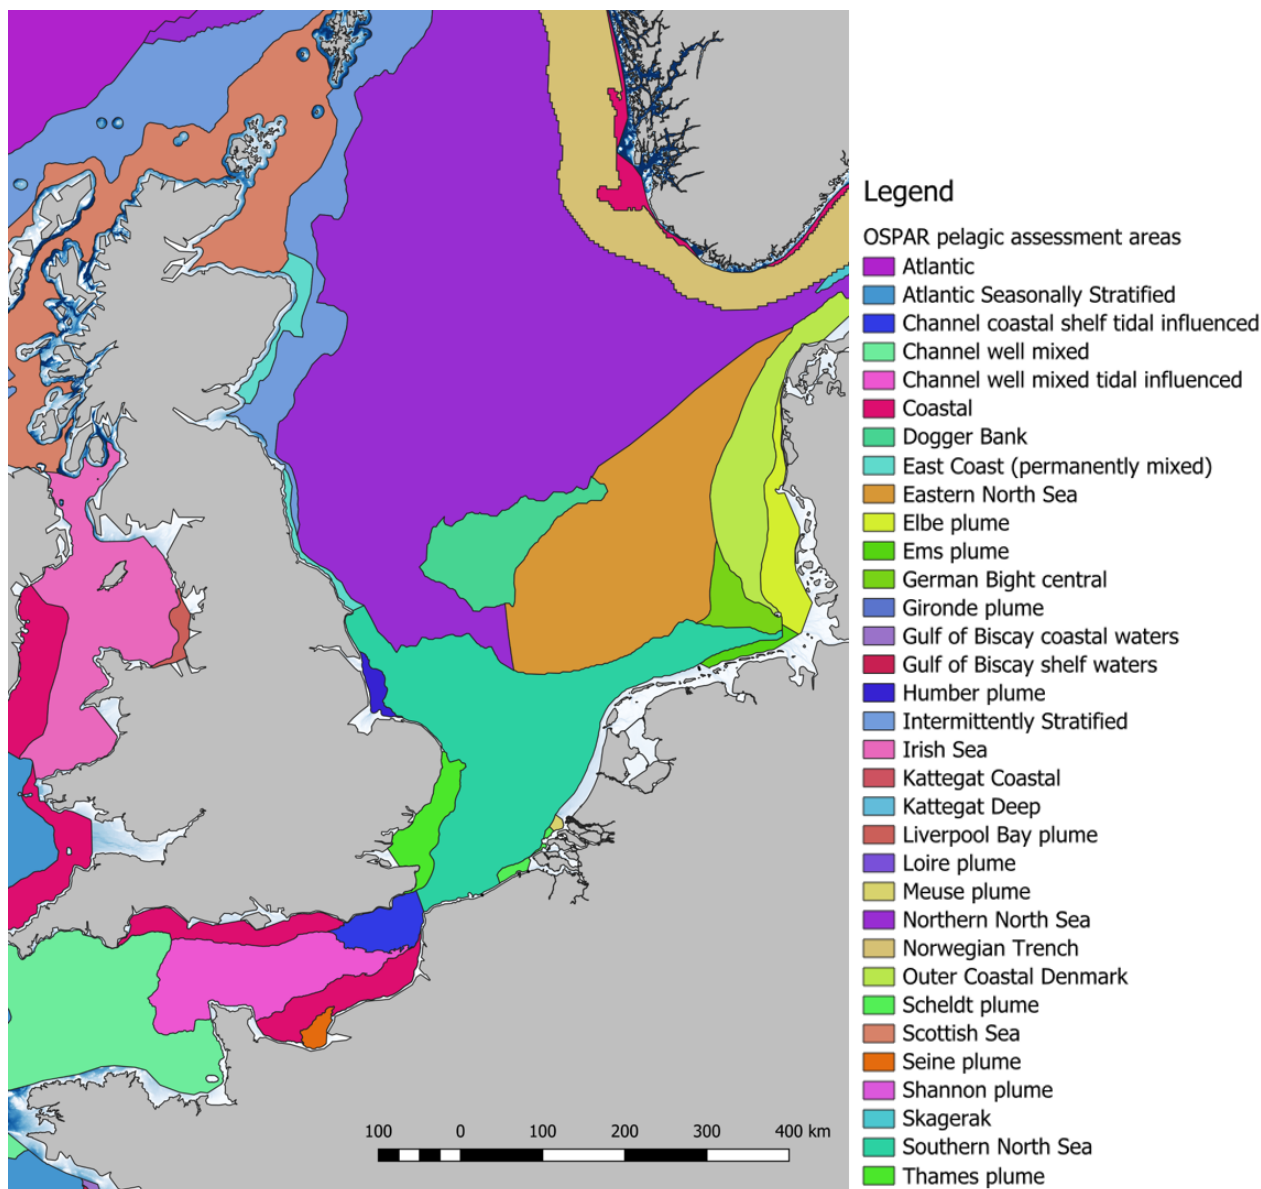 Legend
OSPAR pelagic assessment areas
Atlantic
Atlantic Seasonally Stratified
Channel coastal shelf tidal influenced
Channel well mixed
Channel well mixed tidal influenced
Coastal
Dogger Bank
East Coast (permanently mixed)
Eastern North Sea
Elbe plume
Ems plume
German Bight central
Gironde plume
Gulf of Biscay coastal waters
Gulf of Biscay shelf waters
Humber plume
Intermittently Stratified
Irish Sea
Kattegat Coastal
Kattegat Deep
Liverpool Bay plume
Loire plume
Meuse plume
Northern North Sea
Norwegian Trench
Outer Coastal Denmark
Scheldt plume
Scottish Sea
Seine plume
Shannon plume
Skagerak
Southern North Sea
Thames plume
100 0 100 200 300 400 km